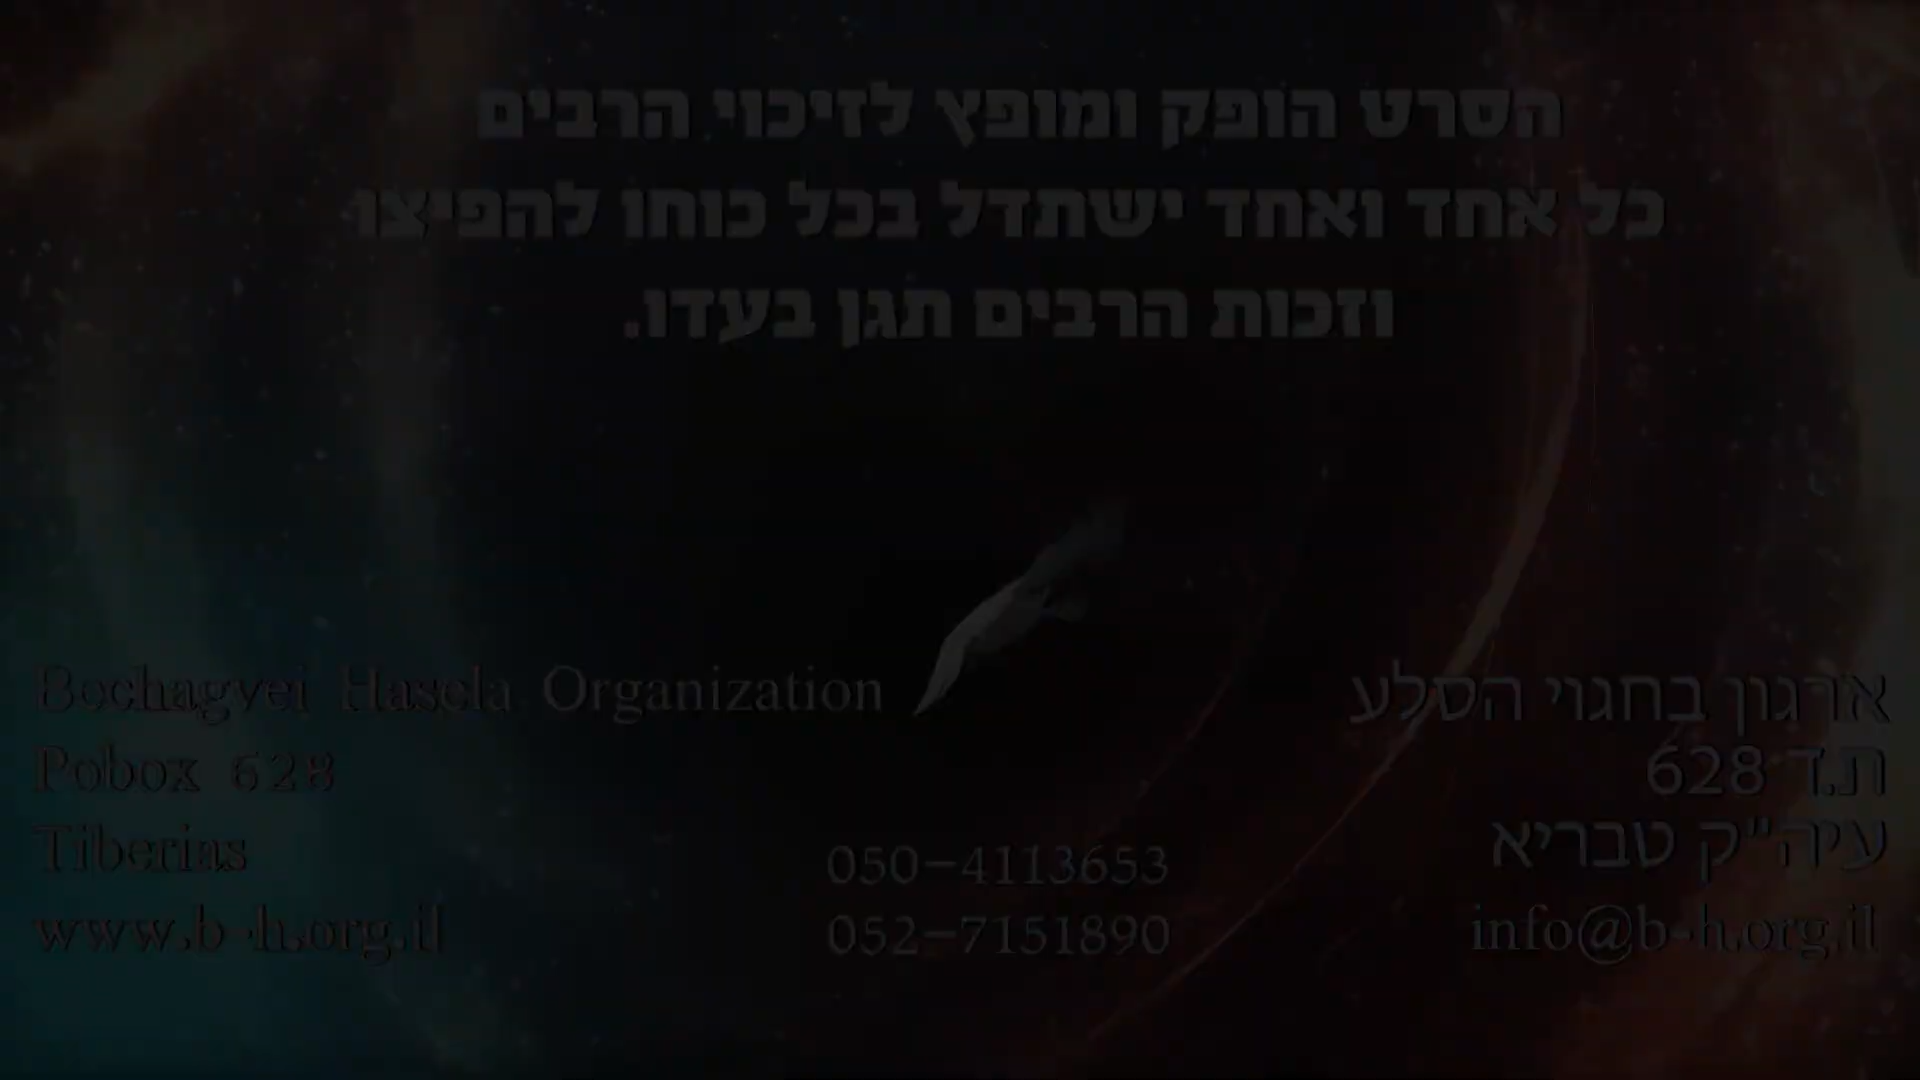 הסרט הופק ומופץ לזיכוי הרבים
כל אחד ואחד ישתדל בכל כוחו להפיצו
וזכות הרבים תגן בעדו.
Bechagvei Hasela Organization
Pobox 628
Tiberias
www.b-h.org.il
050-4113653
052-7151890
ארגון בחגוי הסלע
ת.ד 628
עיה"ק טבריא
info@b-h.org.il